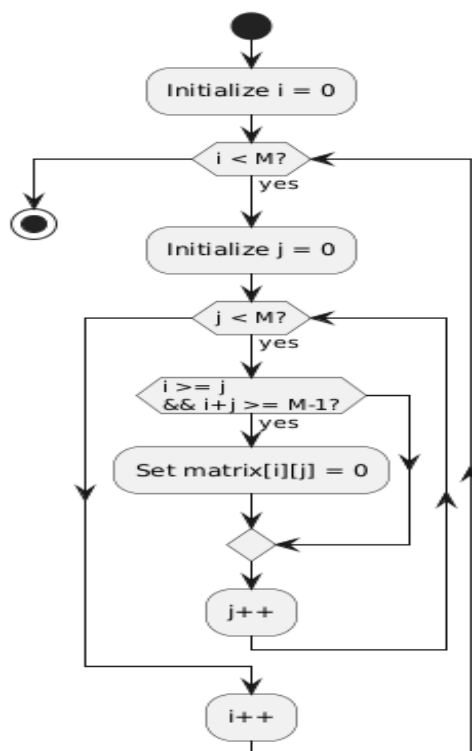 Initialize i = 0
i < M?
yes
Initialize j = 0
j < M?
yes
i >= j
&& i+j >= M-1?
yes
Set matrix[i][j] = 0
j++
i++